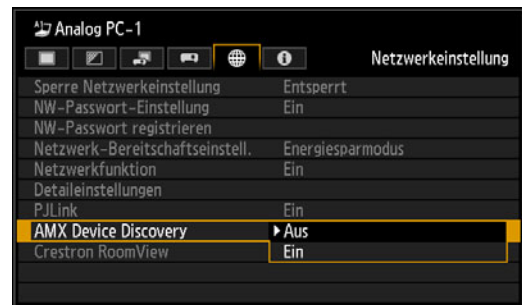 Analog PC-1
Netzwerkeinstellung
Sperre Netzwerkeinstellung Entsperrt
NW-Passwort-Einstellung Ein
NW-Passwort registrieren
Netzwerk-Bereitschaftseinstell. Energiesparmodus
Netzwerkfunktion Ein
Detaileinstellungen
PJLink Ein
AMX Device Discovery Aus
Crestron RoomView Ein